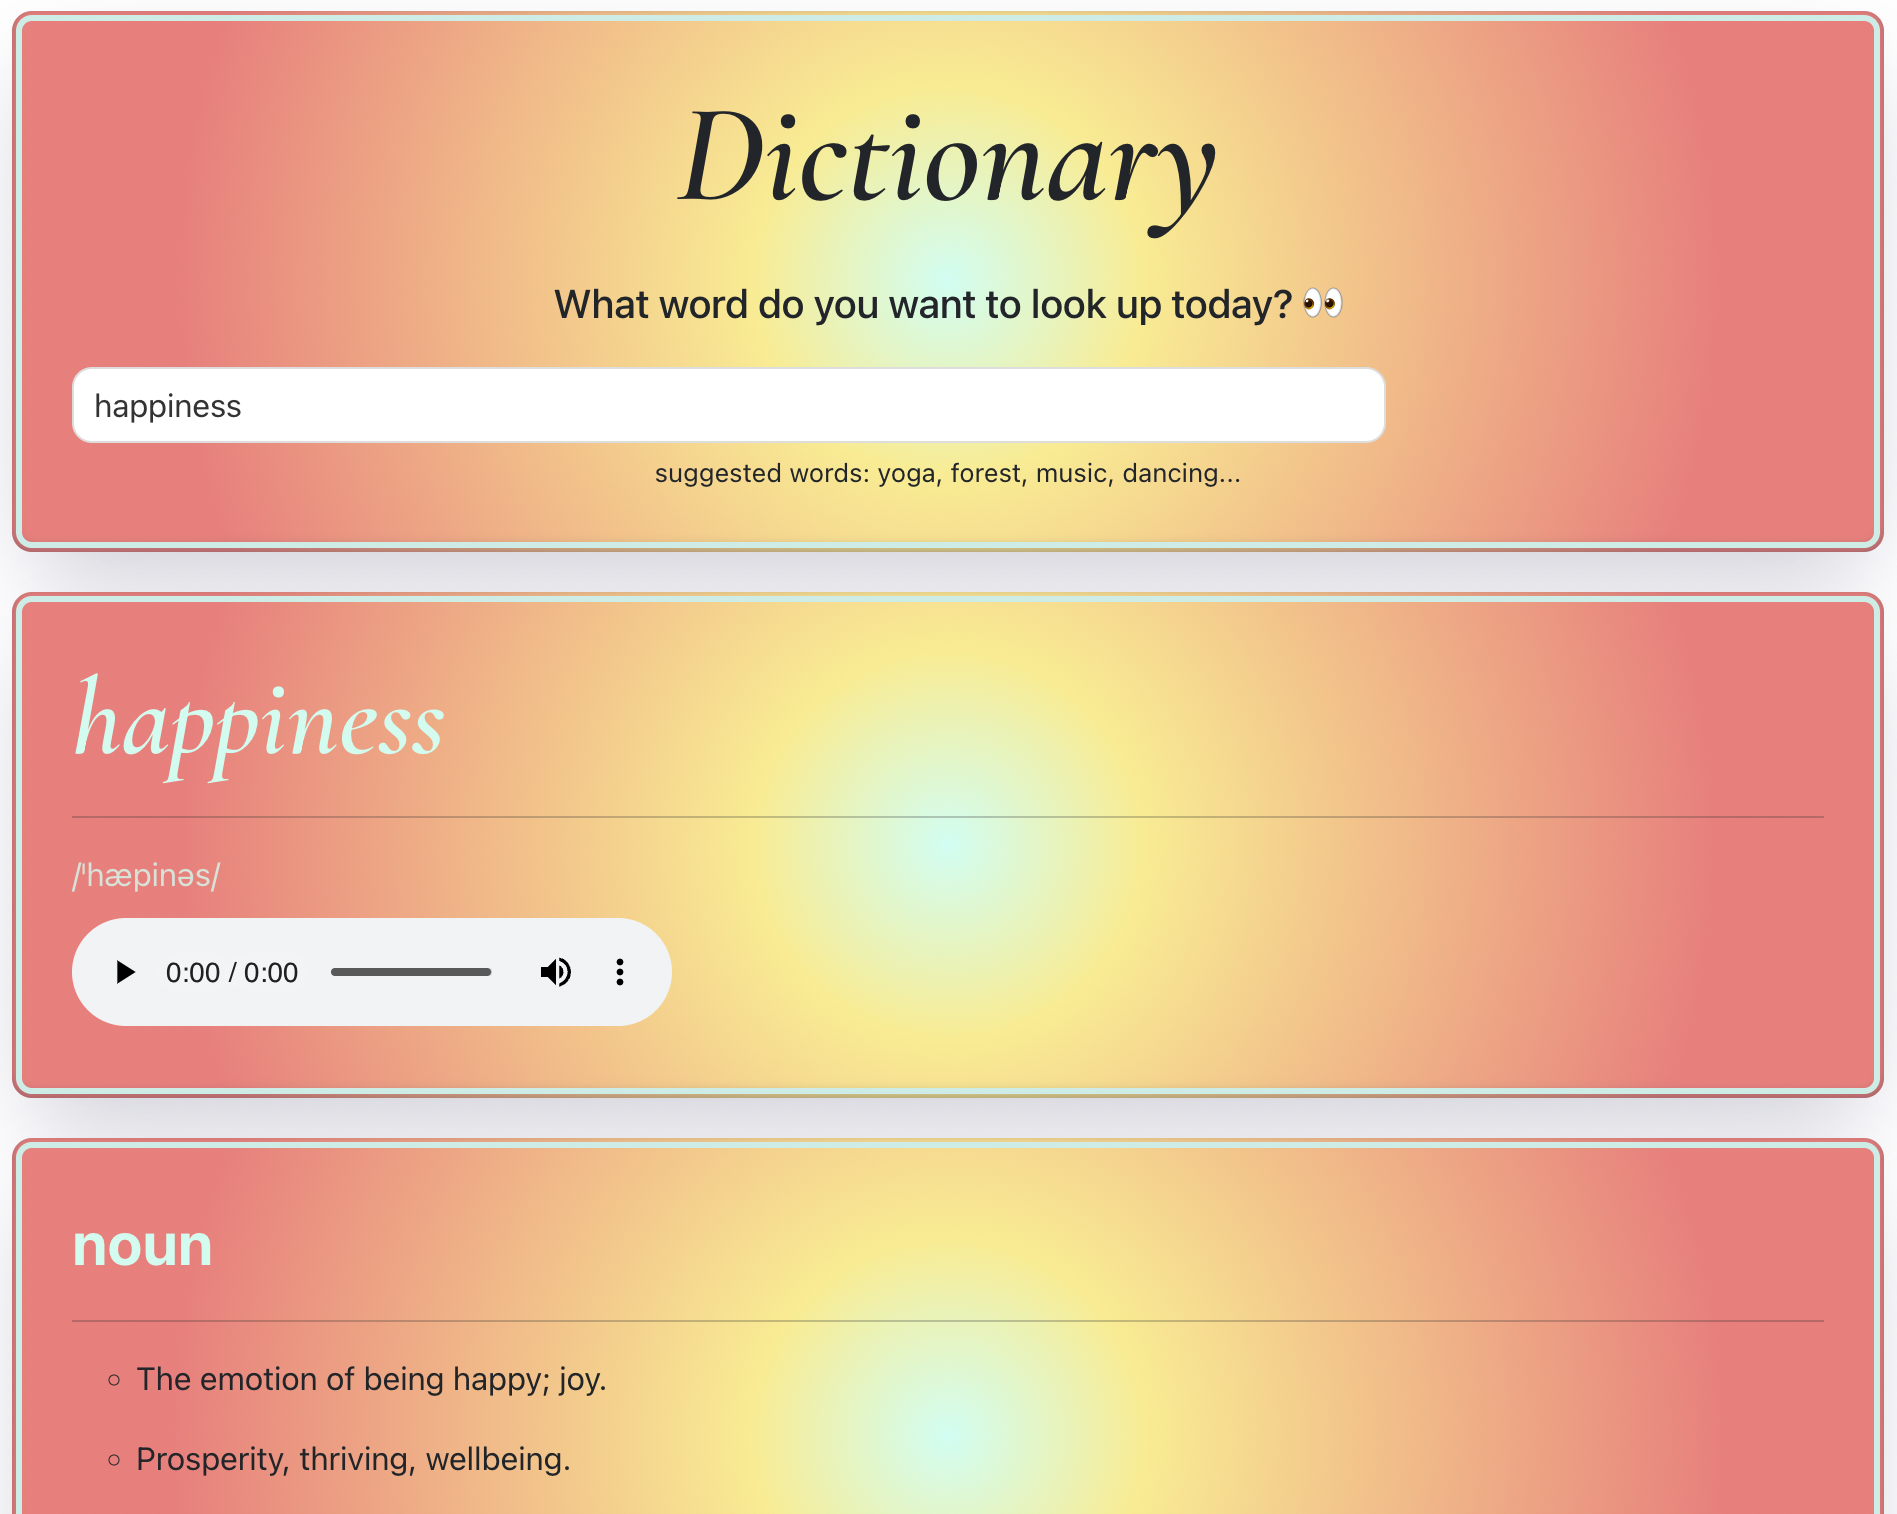 Dictionary
What word do you want to look up today? 👀
happiness
suggested words: yoga, forest, music, dancing...
happiness
/ˈhæpinəs/
0:00 / 0:00
noun
The emotion of being happy; joy.
Prosperity, thriving, wellbeing.